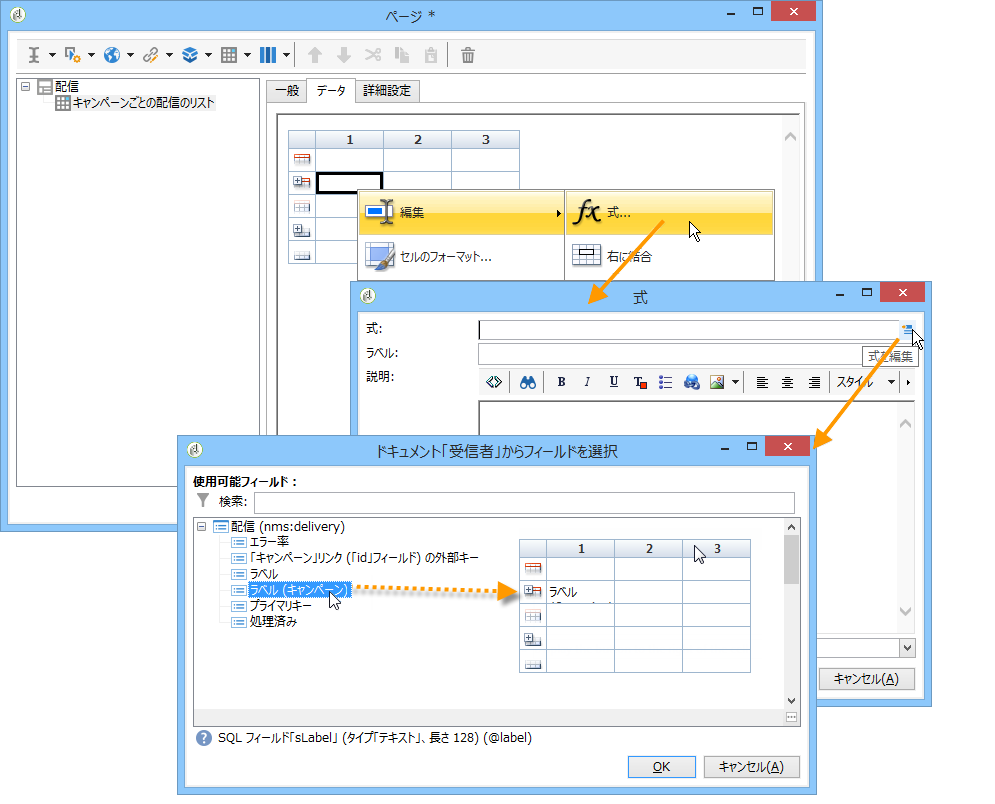 ページ *
配信
キャンペーンごとの配信のリスト
一般 データ 詳細設定
1 2 3
編集
式...
セルのフォーマット...
右に結合
式
式:
ラベル:
式を編集
説明:
B I U T スタイル
ドキュメント「受信者」からフィールドを選択
使用可能フィールド :
検索:
配信 (nms:delivery)
エラー率
「キャンペーン」リンク (「id」フィールド) の外部キー
ラベル
ラベル (キャンペーン)
プライマリキー
処理済み
1 2 3
ラベル
キャンセル(A)
SQL フィールド「sLabel」 (タイプ「テキスト」、長さ 128) (@label)
OK キャンセル(A)